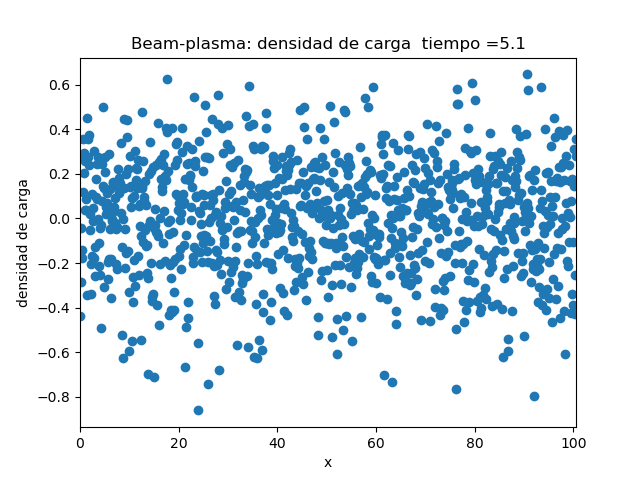 Beam-plasma: densidad de carga  tiempo =5.1
densidad de carga
0.6
0.4
0.2
0.0
−0.2
−0.4
−0.6
−0.8
0 20 40 60 80 100
x